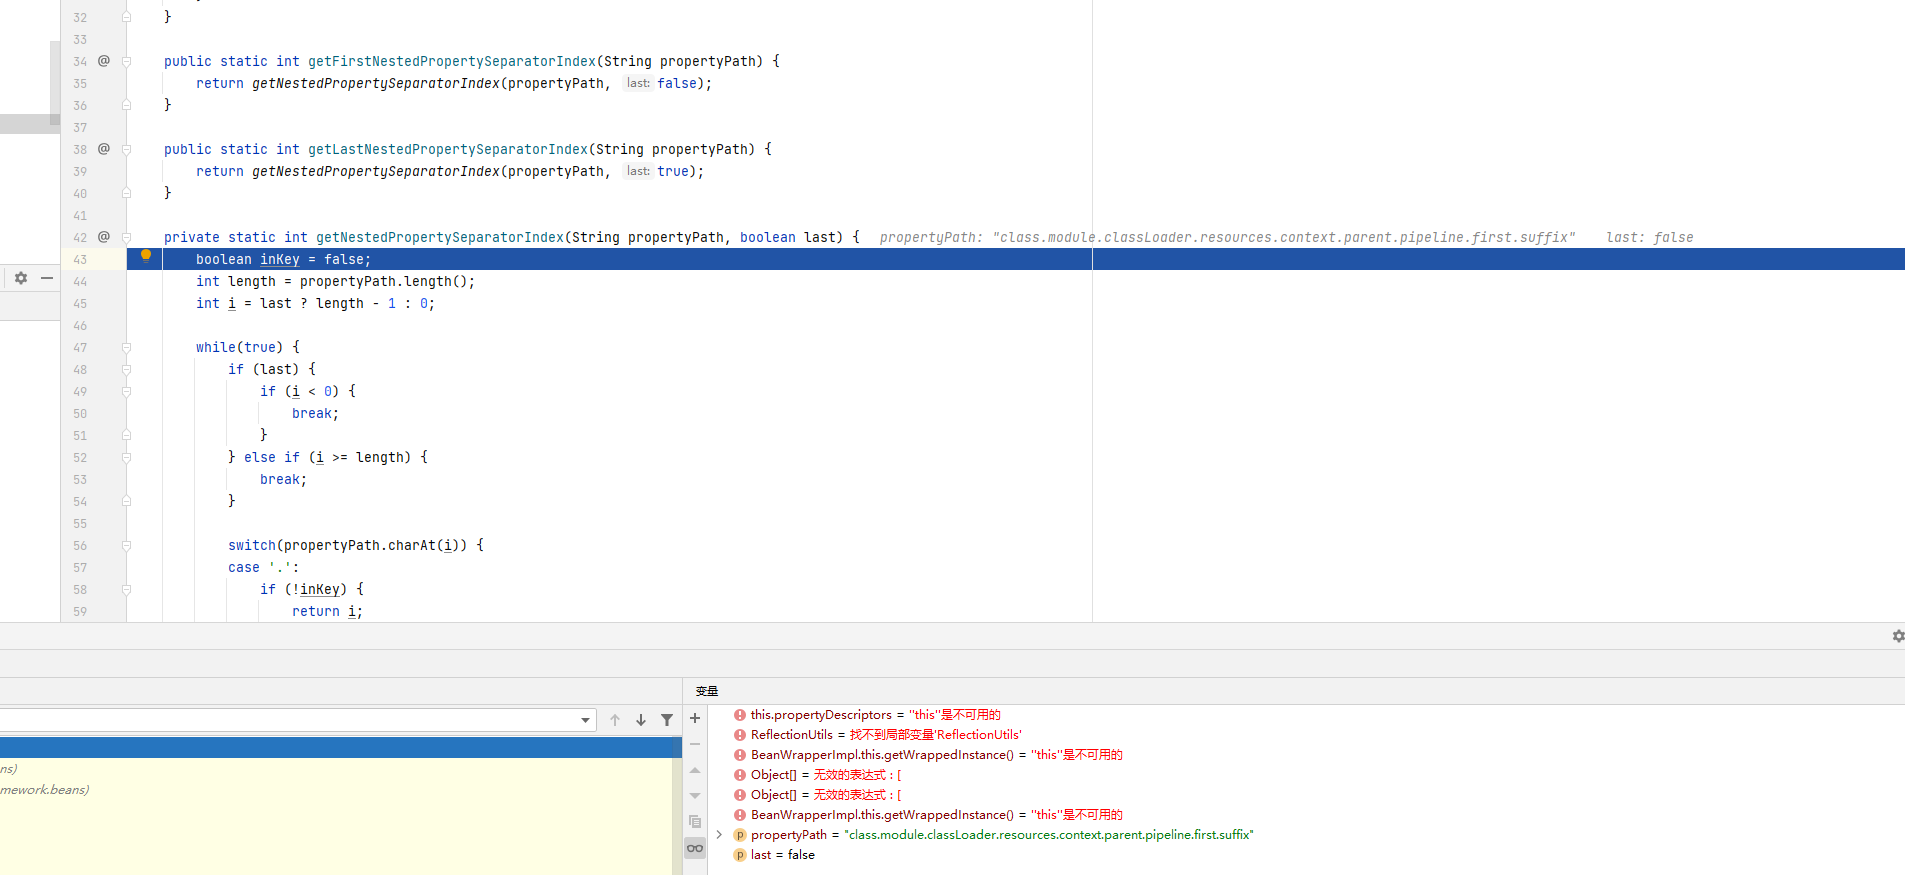 32 }
33
34 @ public static int getFirstNestedPropertySeparatorIndex(String propertyPath) {
35 return getNestedPropertySeparatorIndex(propertyPath, last: false);
36 }
37
38 @ public static int getLastNestedPropertySeparatorIndex(String propertyPath) {
39 return getNestedPropertySeparatorIndex(propertyPath, last: true);
40 }
41
42 @ private static int getNestedPropertySeparatorIndex(String propertyPath, boolean last) { propertyPath: "class.module.classLoader.resources.context.parent.pipeline.first.suffix" last: false
43 boolean inKey = false;
44 int length = propertyPath.length();
45 int i = last ? length - 1 : 0;
46
47 while(true) {
48 if (last) {
49 if (i < 0) {
50 break;
51 }
52 } else if (i >= length) {
53 break;
54 }
55
56 switch(propertyPath.charAt(i)) {
57 case '.':
58 if (!inKey) {
59 return i;
变量
ns)
mework.beans)
this.propertyDescriptors = "this"是不可用的
ReflectionUtils = 找不到局部变量'ReflectionUtils'
BeanWrapperImpl.this.getWrappedInstance() = "this"是不可用的
Object[] = 无效的表达式 : [
Object[] = 无效的表达式 : [
BeanWrapperImpl.this.getWrappedInstance() = "this"是不可用的
p propertyPath = "class.module.classLoader.resources.context.parent.pipeline.first.suffix"
p last = false